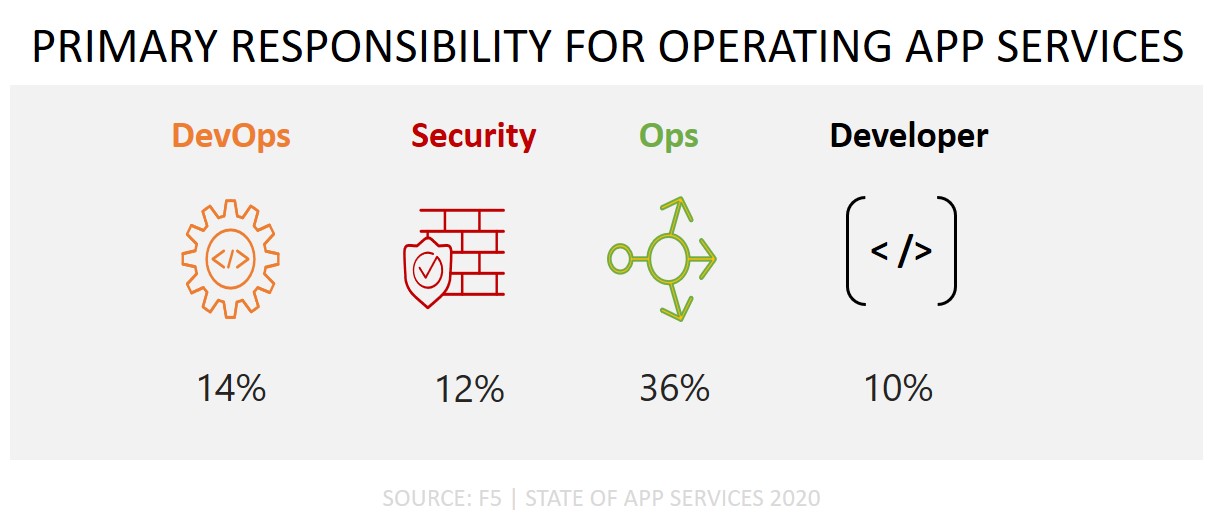 PRIMARY RESPONSIBILITY FOR OPERATING APP SERVICES
DevOps Security Ops Developer
</> </>
14% 12% 36% 10%
SOURCE: F5 | STATE OF APP SERVICES 2020